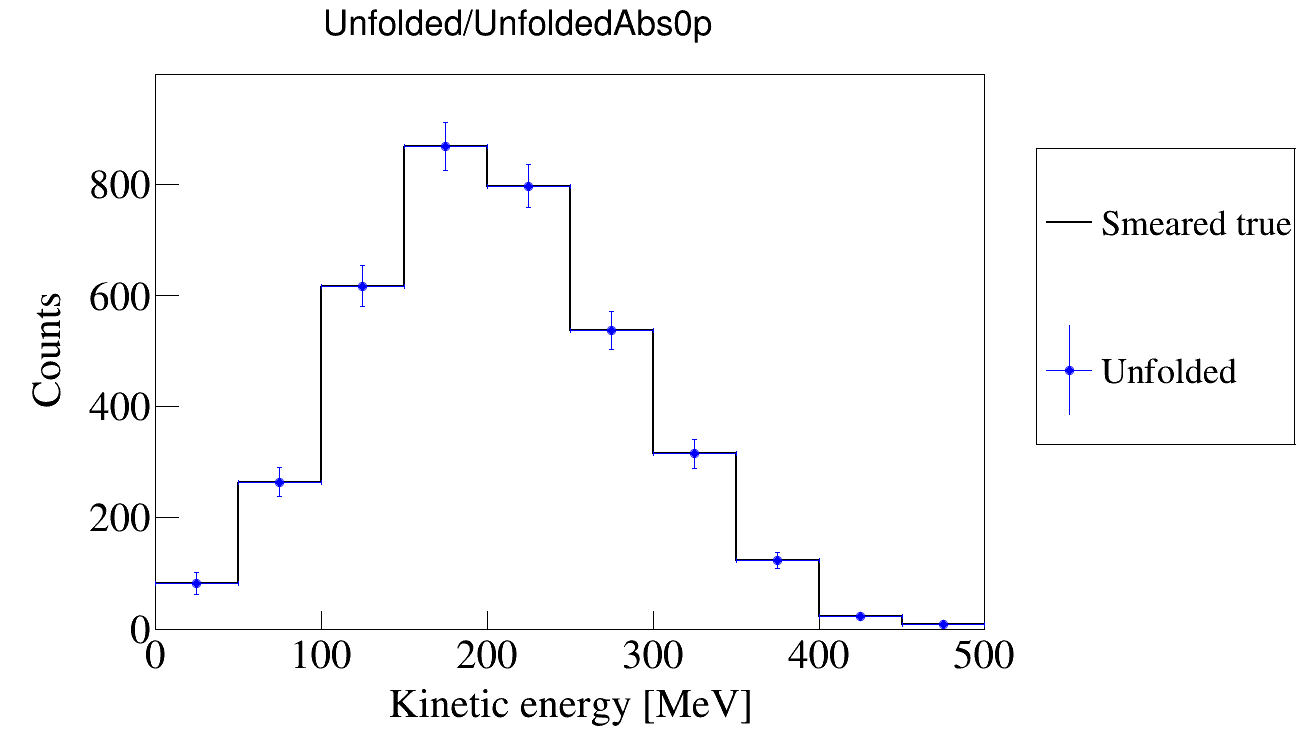 Unfolded/UnfoldedAbs0p
800
600
400
200
0
0 100 200 300 400 500
Counts
Kinetic energy [MeV]
Smeared true
Unfolded